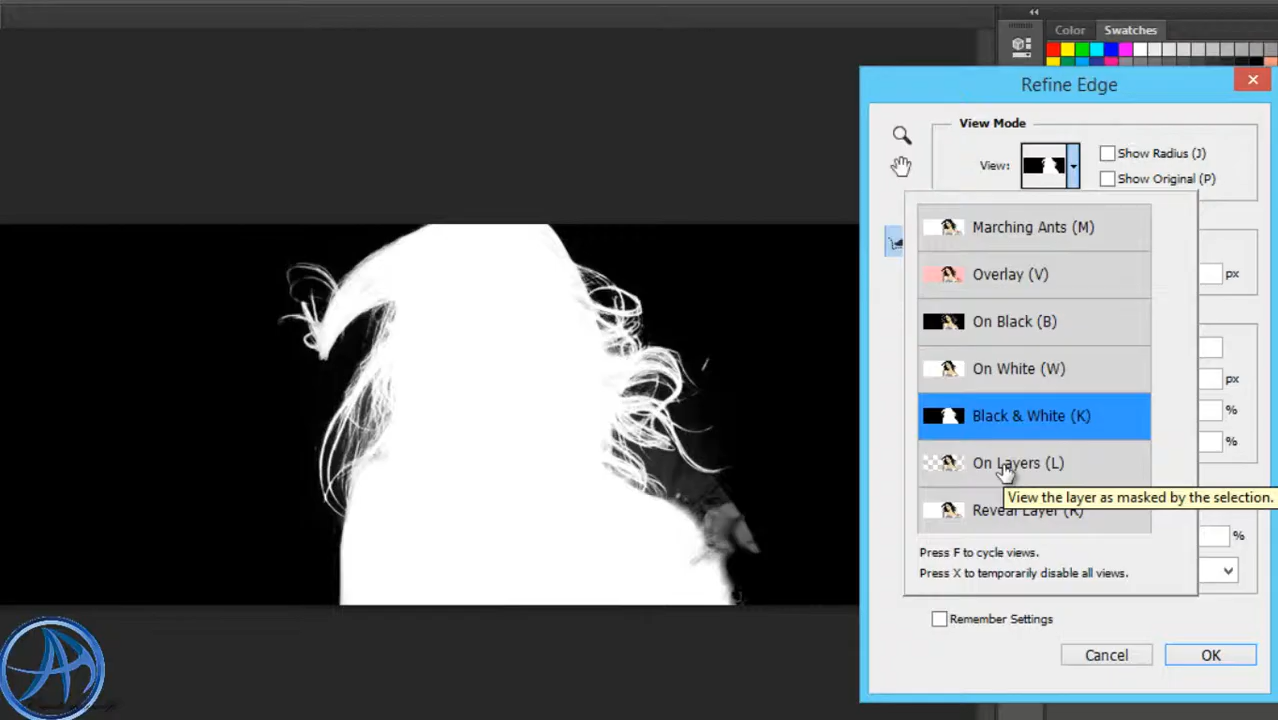 Color Swatches
Refine Edge
View Mode
View:
Show Radius (J)
Show Original (P)
Marching Ants (M)
Overlay (V)
px
On Black (B)
On White (W)
px
Black & White (K)
%
%
On Layers (L)
View the layer as masked by the selection.
Reveal Layer (R)
%
Press F to cycle views.
Press X to temporarily disable all views.
Remember Settings
Cancel
OK